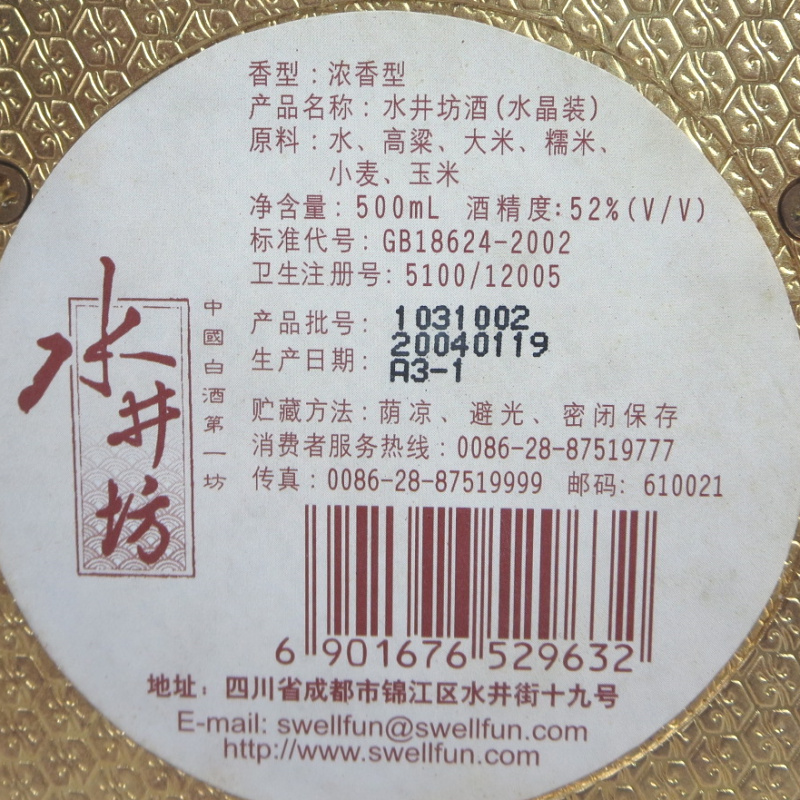 香型：浓香型
产品名称：水井坊酒(水晶装)
原料：水、高粱、大米、糯米、
小麦、玉米
净含量：500mL 酒精度：52%(V/V)
标准代号：GB18624-2002
卫生注册号：5100/12005
产品批号：1031002
生产日期：20040119
A3-1
贮藏方法：荫凉、避光、密闭保存
消费者服务热线：0086-28-87519777
传真：0086-28-87519999 邮码：610021
水井坊
中國白酒第一坊
6 901676 529632
地址：四川省成都市锦江区水井街十九号
E-mail: swellfun@swellfun.com
http://www.swellfun.com